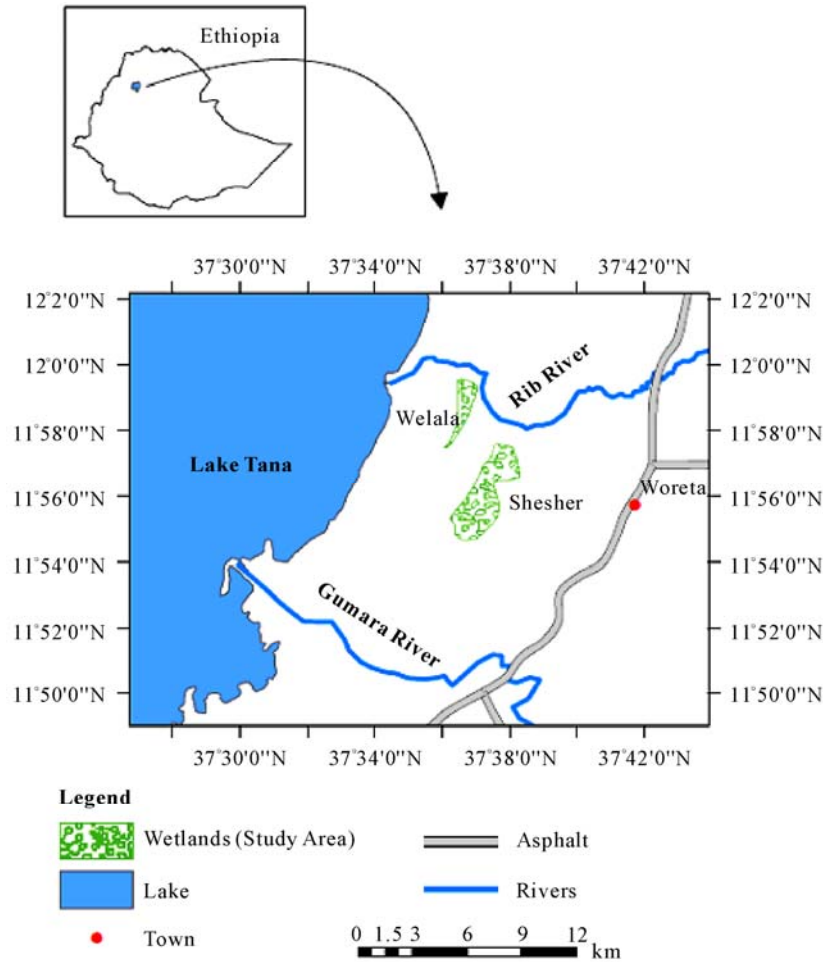 Ethiopia
37°30'0"N 37°34'0"N 37°38'0"N 37°42'0"N
12°2'0"N 12°2'0"N
12°0'0"N 12°0'0"N
Rib River
Welala
11°58'0"N 11°58'0"N
Lake Tana
Woreta
11°56'0"N 11°56'0"N
Shesher
11°54'0"N 11°54'0"N
Gumara River
11°52'0"N 11°52'0"N
11°50'0"N 11°50'0"N
37°30'0"N 37°34'0"N 37°38'0"N 37°42'0"N
Legend
Wetlands (Study Area) Asphalt
Lake Rivers
Town
0 1.5 3 6 9 12
km